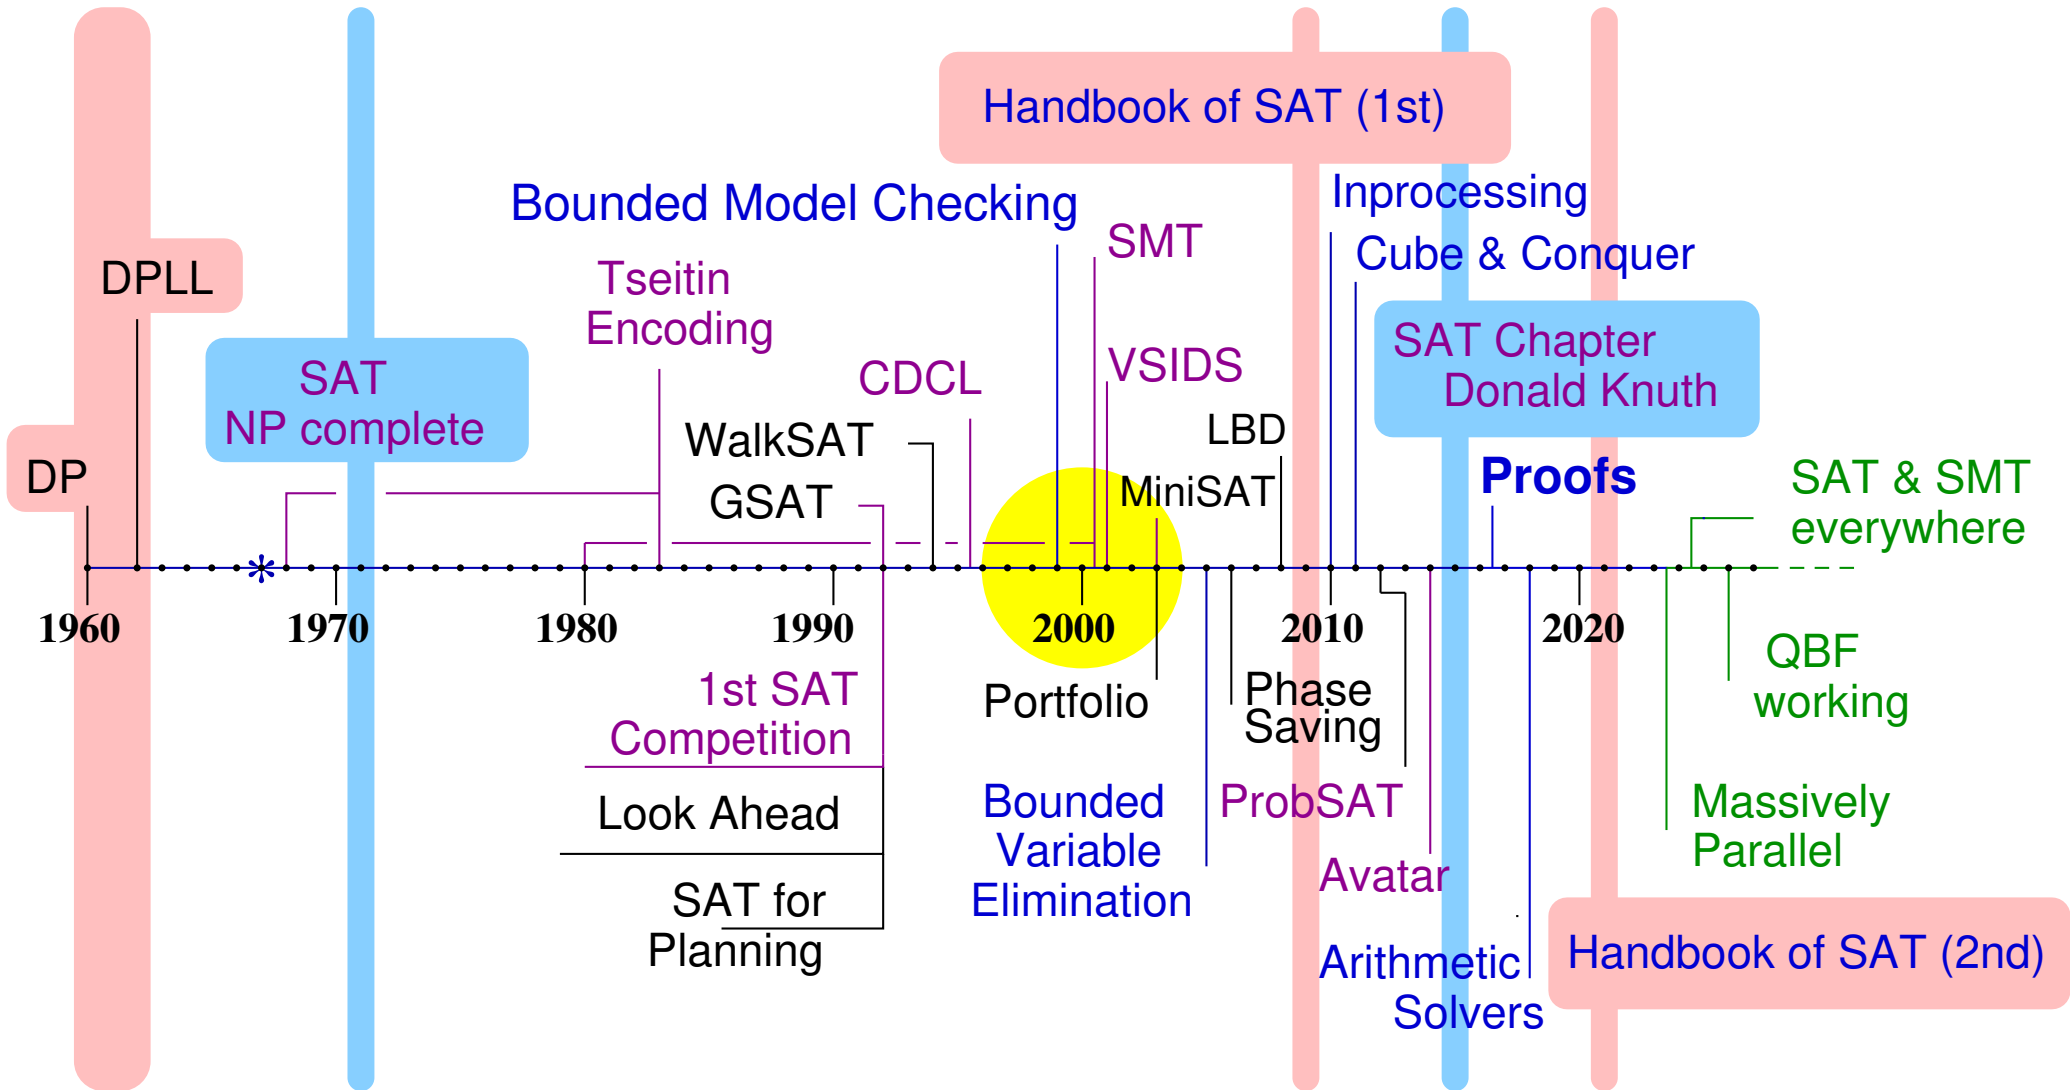 Handbook of SAT (1st)
Inprocessing
Bounded Model Checking
SMT
Cube & Conquer
DPLL
Tseitin
Encoding
SAT Chapter
Donald Knuth
SAT
NP complete
CDCL
VSIDS
WalkSAT
LBD
DP
GSAT
MiniSAT
Proofs
SAT & SMT
everywhere
*
1960
1970
1980
1990
2000
2010
2020
1st SAT
Competition
Look Ahead
SAT for
Planning
Portfolio
Phase
Saving
Bounded
Variable
Elimination
ProbSAT
Avatar
Arithmetic
Solvers
QBF
working
Massively
Parallel
Handbook of SAT (2nd)